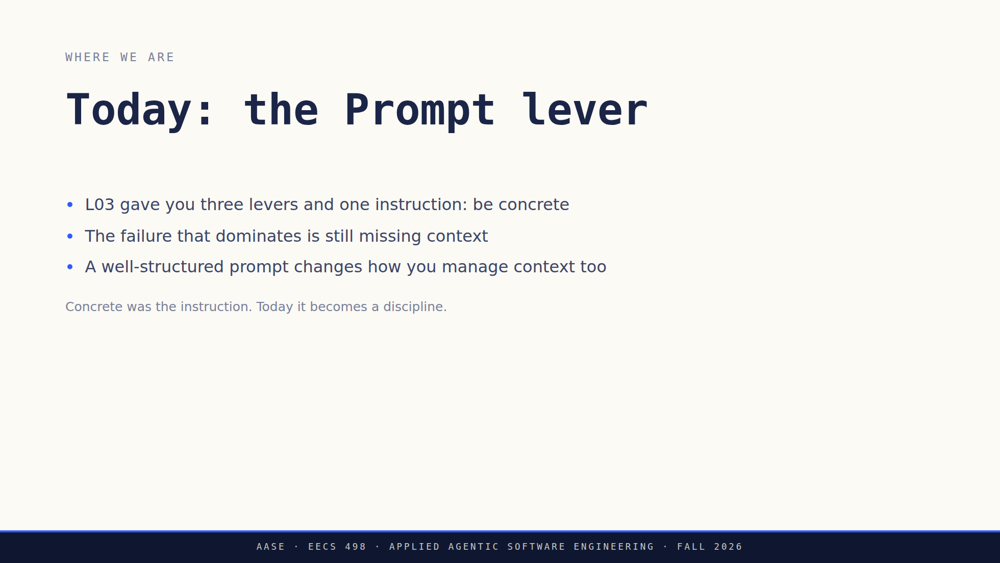 WHERE WE ARE
Today: the Prompt lever
• L03 gave you three levers and one instruction: be concrete
• The failure that dominates is still missing context
• A well-structured prompt changes how you manage context too
Concrete was the instruction. Today it becomes a discipline.
AASE · EECS 498 · APPLIED AGENTIC SOFTWARE ENGINEERING · FALL 2026